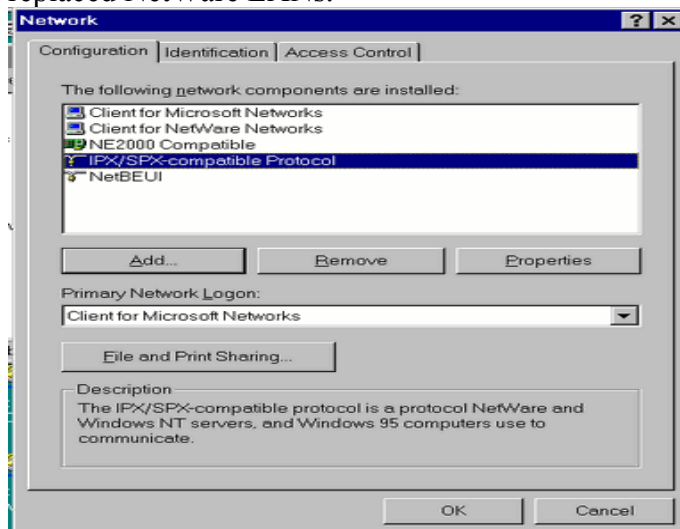 replaced NetWare LANs.
Network
Configuration Identification Access Control
The following network components are installed:
Client for Microsoft Networks
Client for NetWare Networks
NE2000 Compatible
IPX/SPX-compatible Protocol
NetBEUI
Add... Remove Properties
Primary Network Logon:
Client for Microsoft Networks
File and Print Sharing...
Description
The IPX/SPX-compatible protocol is a protocol NetWare and
Windows NT servers, and Windows 95 computers use to
communicate.
OK Cancel